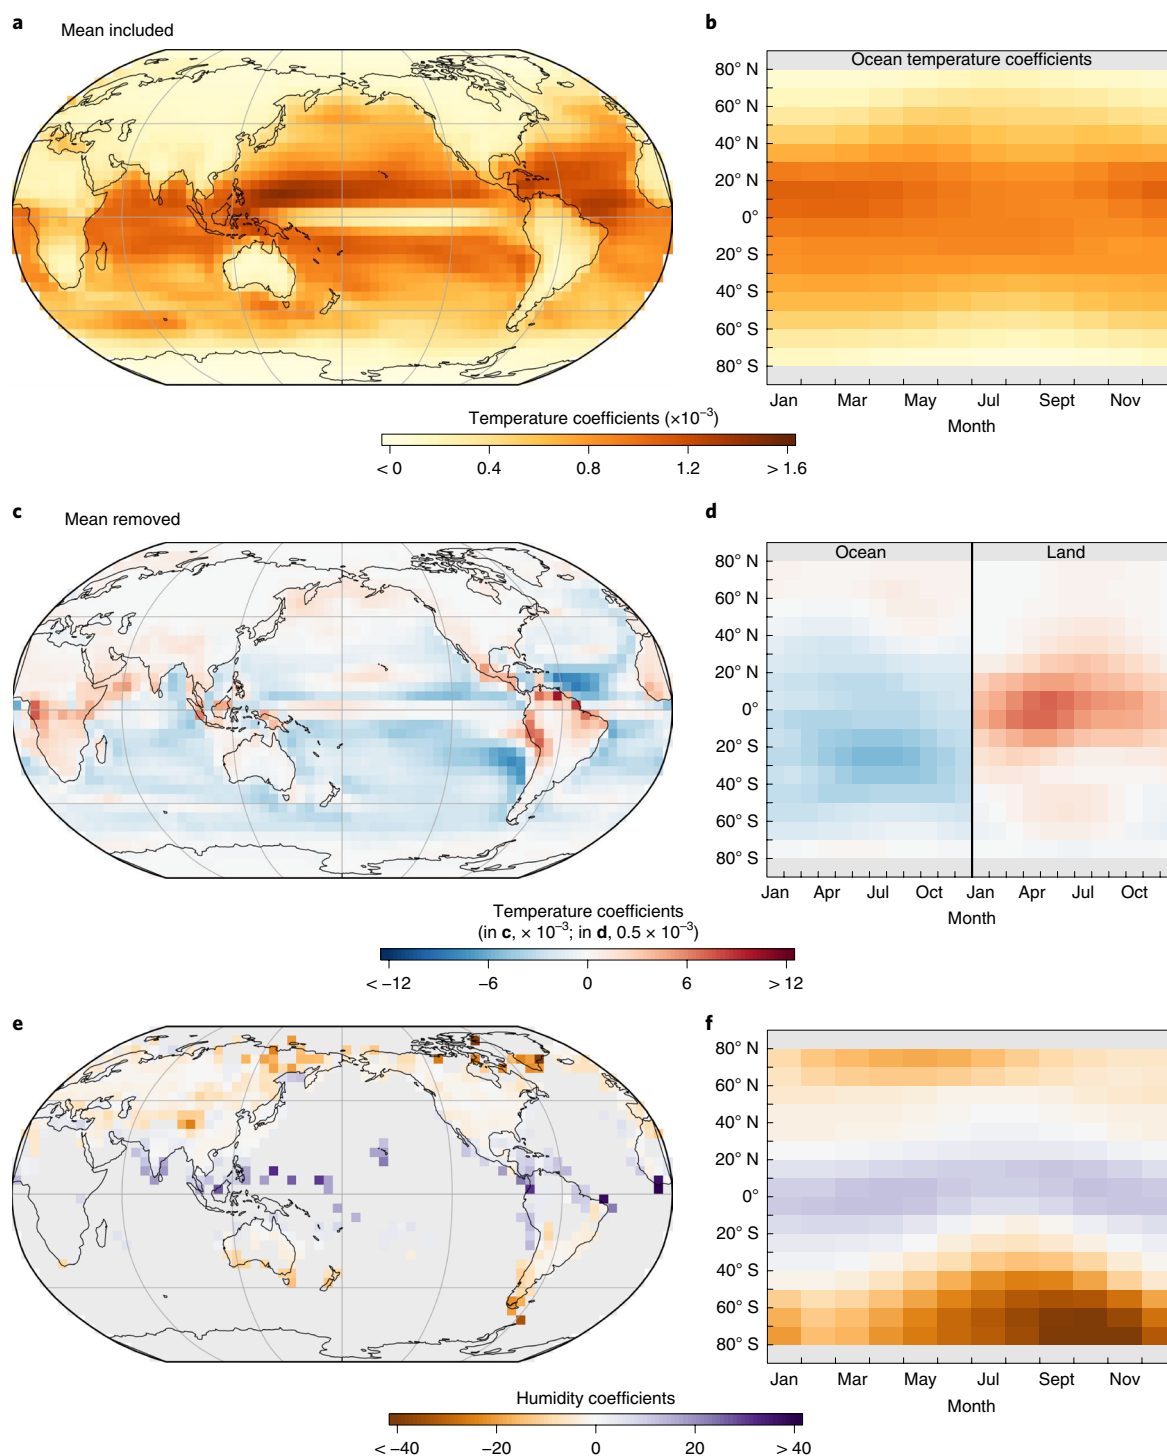 a Mean included
b
Ocean temperature coefficients
80° N
60° N
40° N
20° N
0°
20° S
40° S
60° S
80° S
Jan Mar May Jul Sept Nov
Month
Temperature coefficients (×10⁻³)
< 0 0.4 0.8 1.2 > 1.6
c Mean removed
d
Ocean Land
80° N
60° N
40° N
20° N
0°
20° S
40° S
60° S
80° S
Jan Apr Jul Oct Jan Apr Jul Oct
Month
Temperature coefficients
(in c, × 10⁻³; in d, 0.5 × 10⁻³)
< −12 −6 0 6 > 12
e
f
80° N
60° N
40° N
20° N
0°
20° S
40° S
60° S
80° S
Jan Mar May Jul Sept Nov
Month
Humidity coefficients
< −40 −20 0 20 > 40